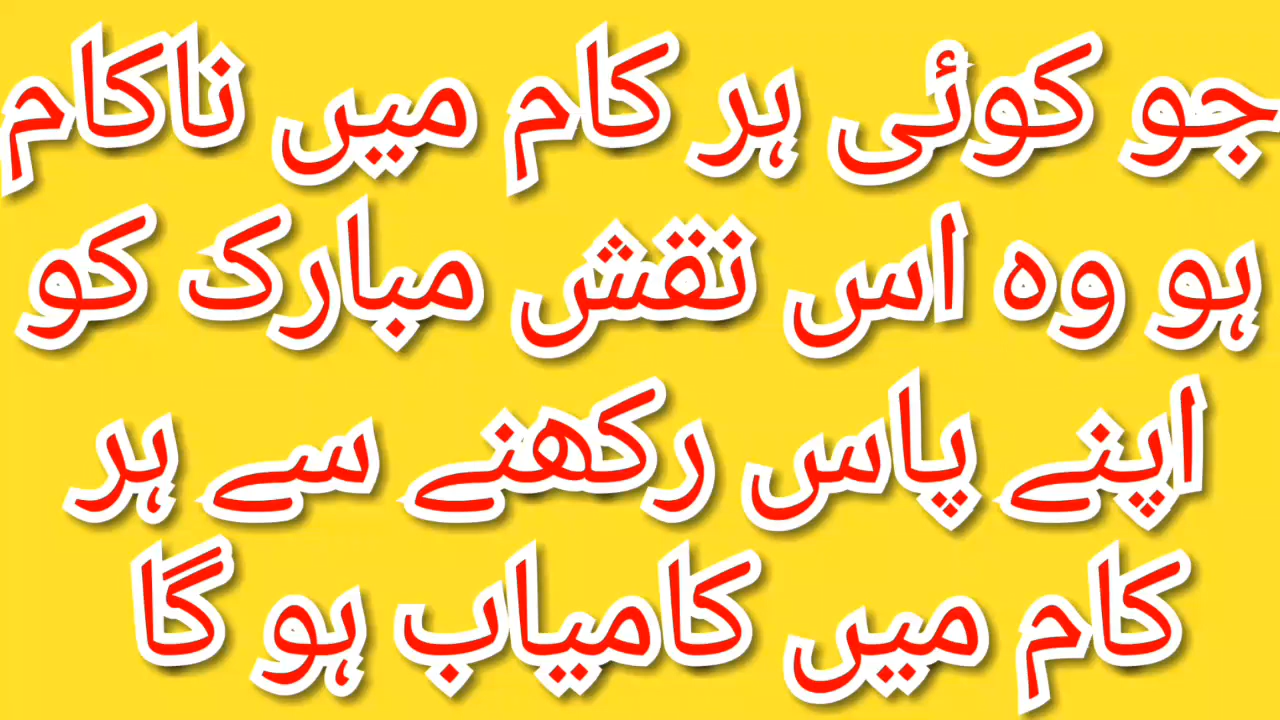 جو کوئی ہر کام میں ناکام
ہو وہ اس نقش مبارک کو
اپنے پاس رکھنے سے ہر
کام میں کامیاب ہو گا